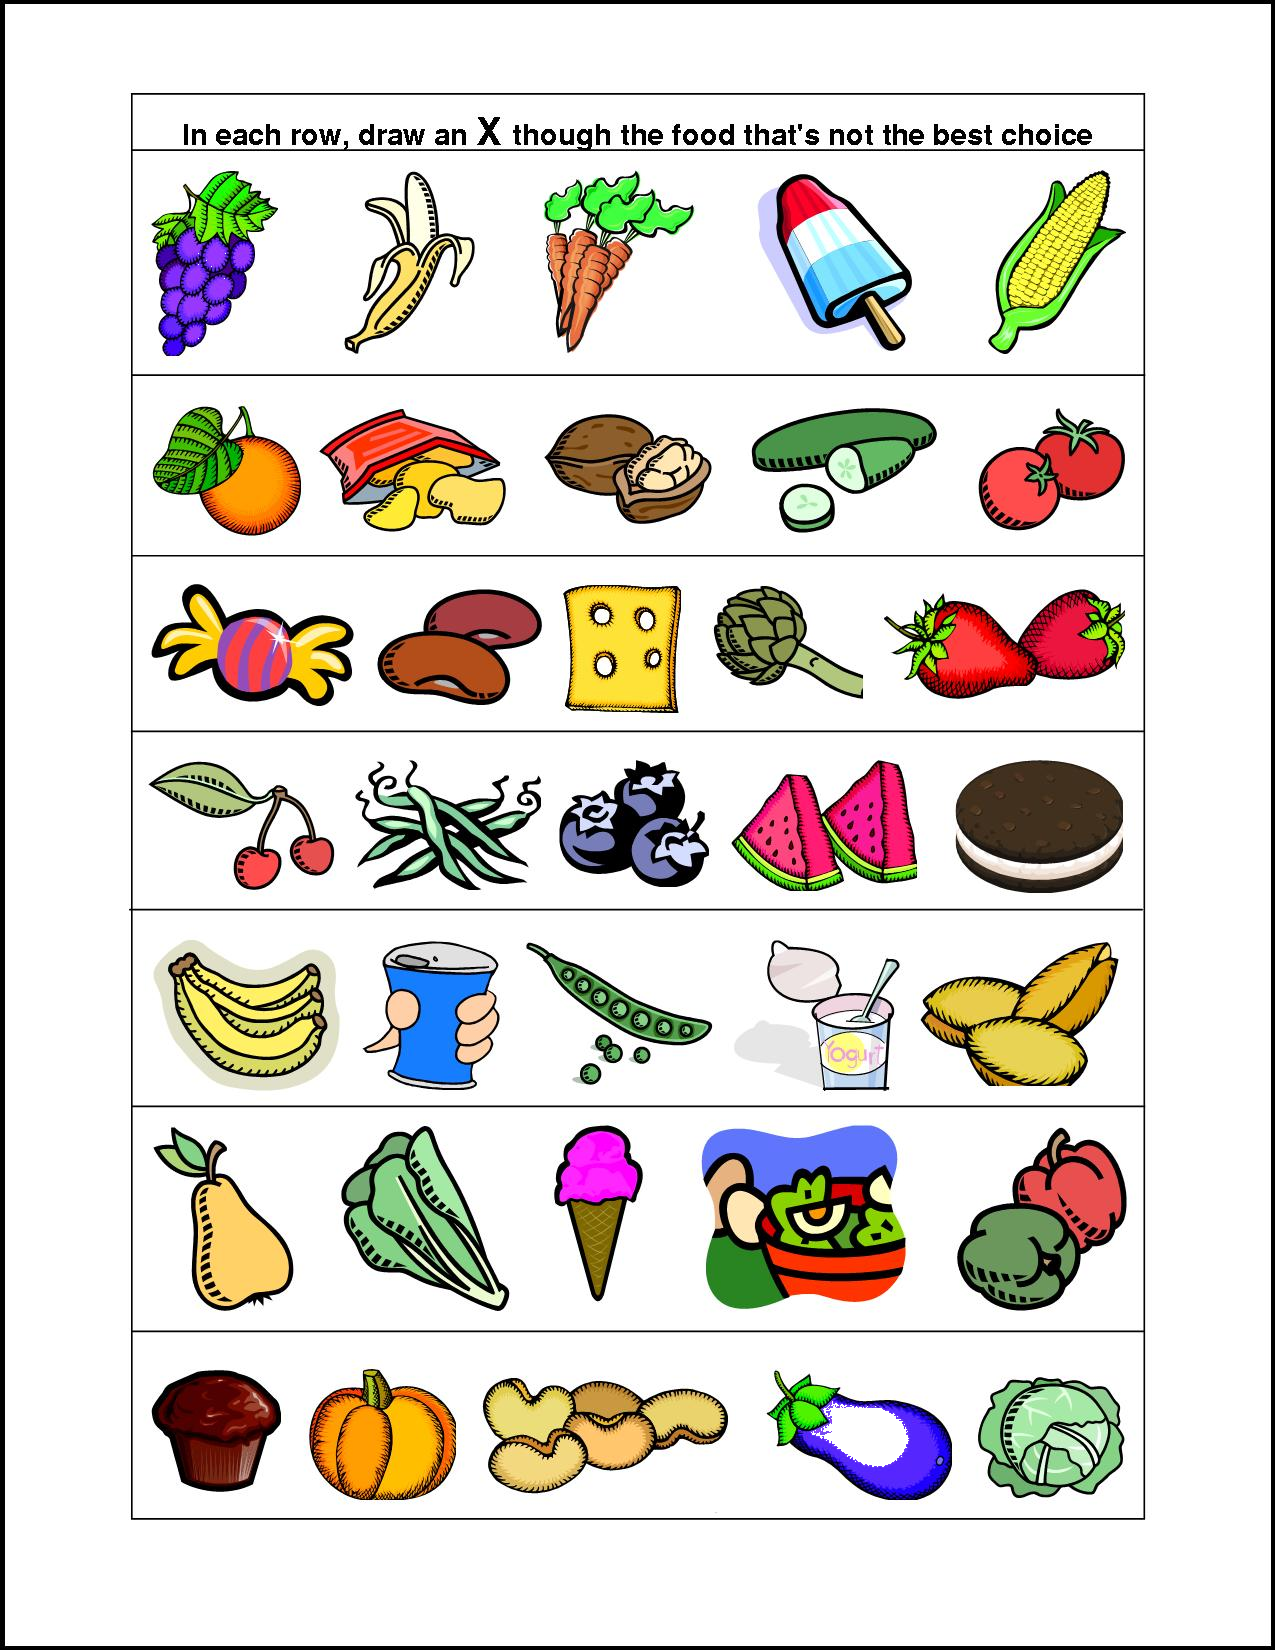 In each row, draw an X though the food that's not the best choice
Yogurt